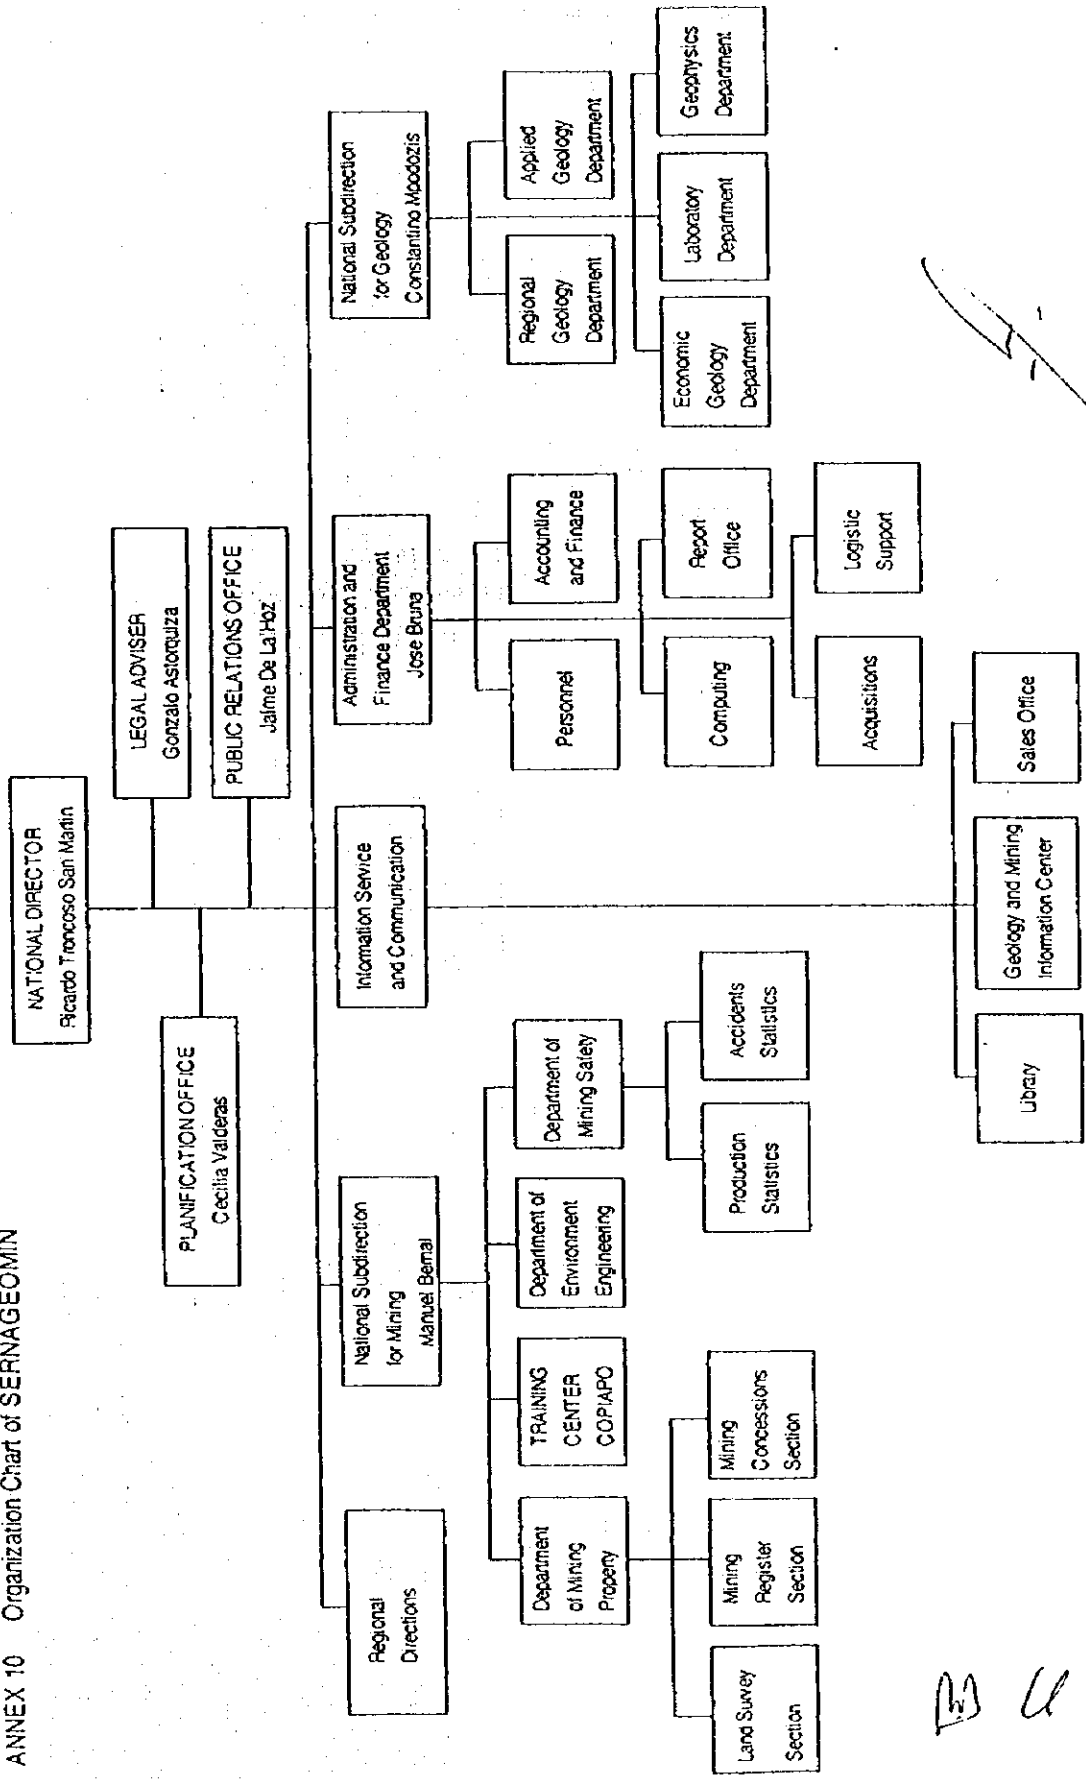 ANNEX 10 Organization Chart of SERNAGEOMIN
NATIONAL DIRECTOR
Ricardo Troncoso San Martin
LEGAL ADVISER
Gonzalo Astorquiza
PLANIFICATION OFFICE
Cecilia Valderas
PUBLIC RELATIONS OFFICE
Jaime De La Hoz
Regional
Directions
National Subdirection
for Mining
Manuel Bernal
Information Service
and Communication
Administration and
Finance Department
Jose Bruna
National Subdirection
for Geology
Constantino Mpodozis
Department
of Mining
Property
TRAINING
CENTER
COPIAPO
Department of
Environment
Engineering
Department of
Mining Safety
Personnel
Accounting
and Finance
Regional
Geology
Department
Applied
Geology
Department
Land Survey
Section
Mining
Register
Section
Mining
Concessions
Section
Production
Statistics
Accidents
Statistics
Computing
Report
Office
Economic
Geology
Department
Laboratory
Department
Geophysics
Department
Acquisitions
Logistic
Support
Library
Geology and Mining
Information Center
Sales Office